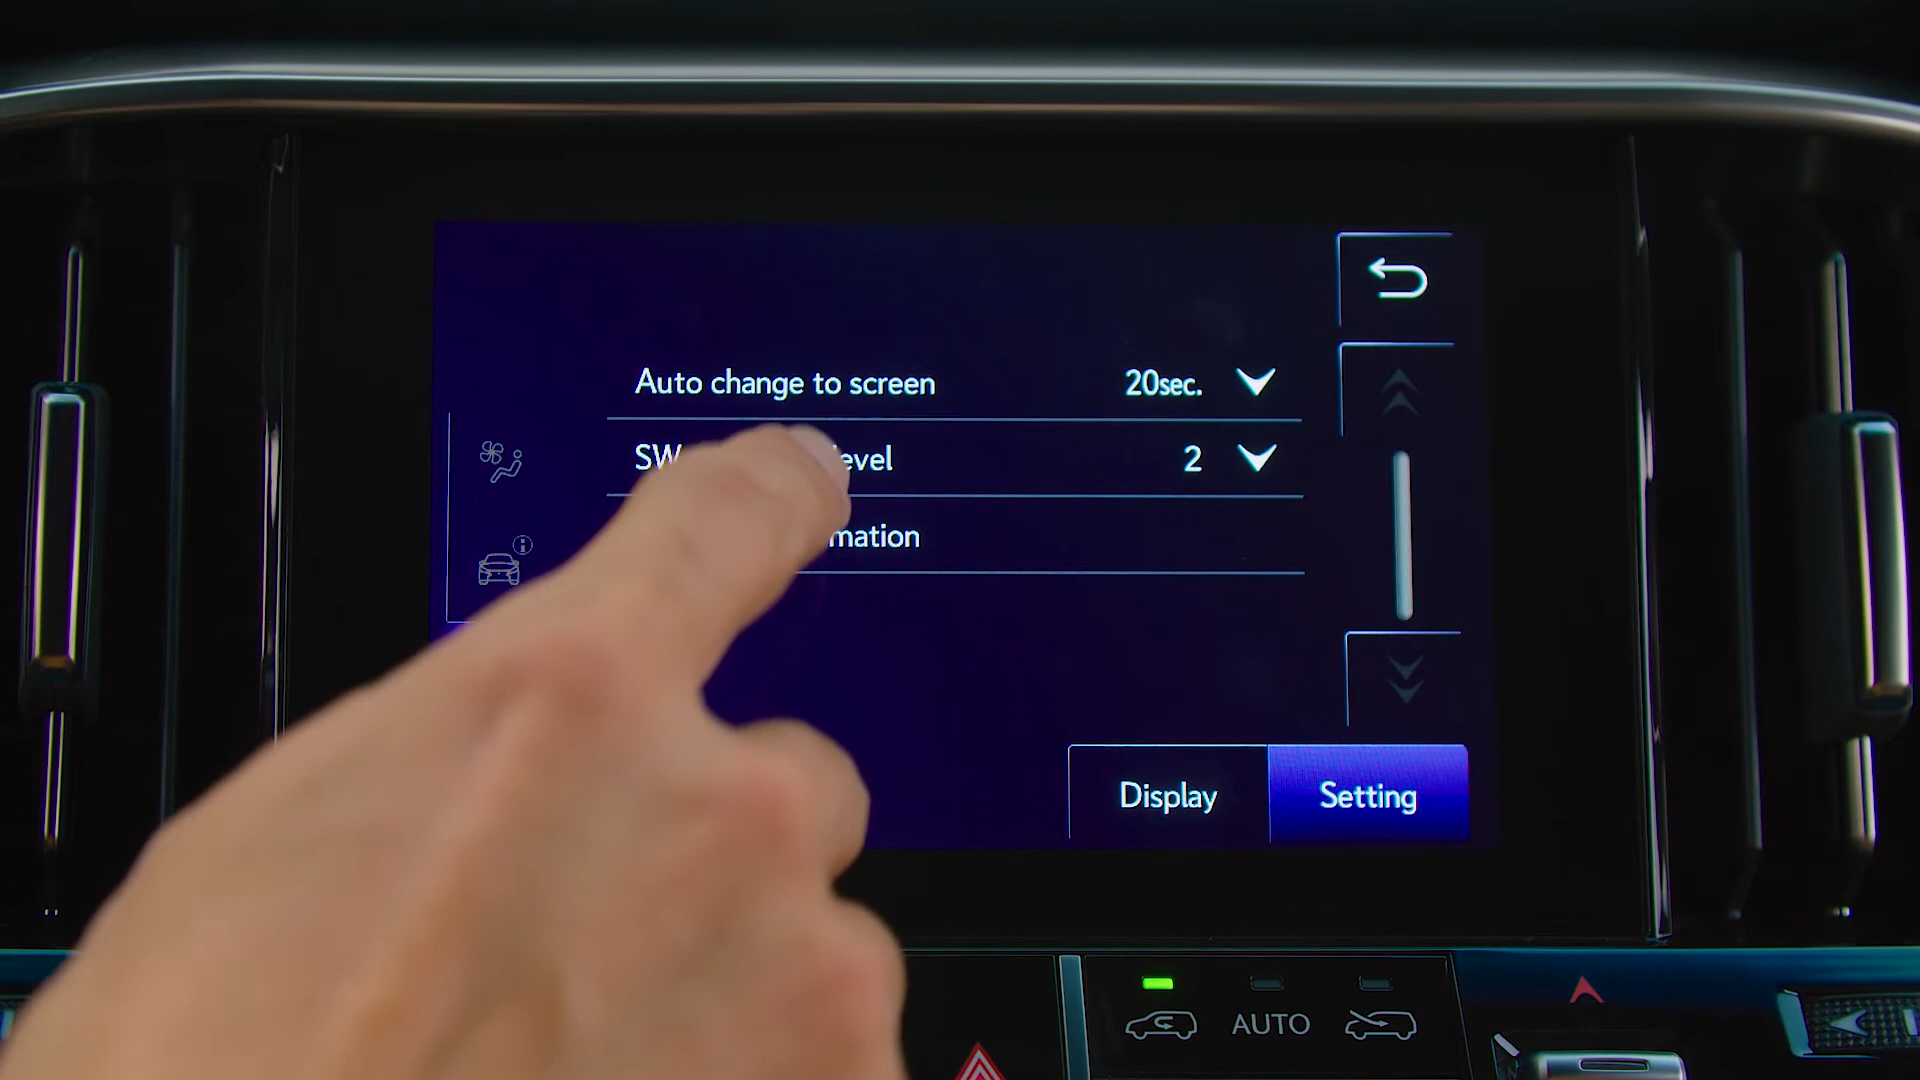 Auto change to screen 20sec.
SW level 2
mation
Display Setting
AUTO